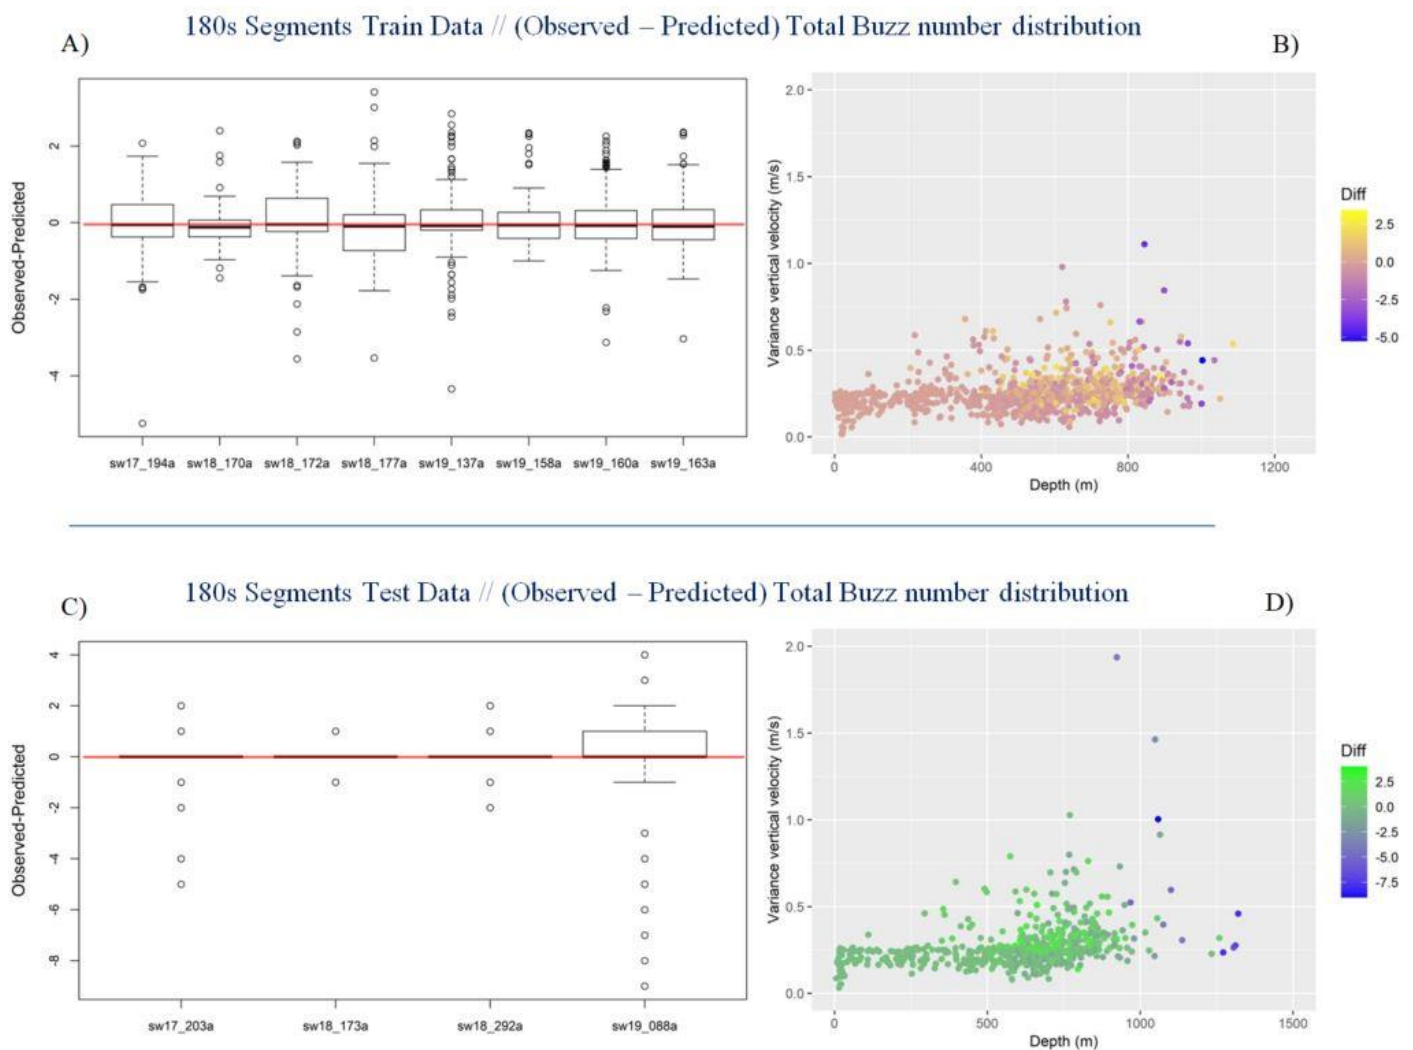 180s Segments Train Data // (Observed – Predicted) Total Buzz number distribution
A)
B)
Observed-Predicted
2
0
-2
-4
sw17_194a sw18_170a sw18_172a sw18_177a sw19_137a sw19_158a sw19_160a sw19_163a
Variance vertical velocity (m/s)
2.0
1.5
1.0
0.5
0.0
0 400 800 1200
Depth (m)
Diff
2.5
0.0
-2.5
-5.0
180s Segments Test Data // (Observed – Predicted) Total Buzz number distribution
C)
D)
Observed-Predicted
4
2
0
-2
-4
-6
-8
sw17_203a sw18_173a sw18_292a sw19_088a
Variance vertical velocity (m/s)
2.0
1.5
1.0
0.5
0.0
0 500 1000 1500
Depth (m)
Diff
2.5
0.0
-2.5
-5.0
-7.5